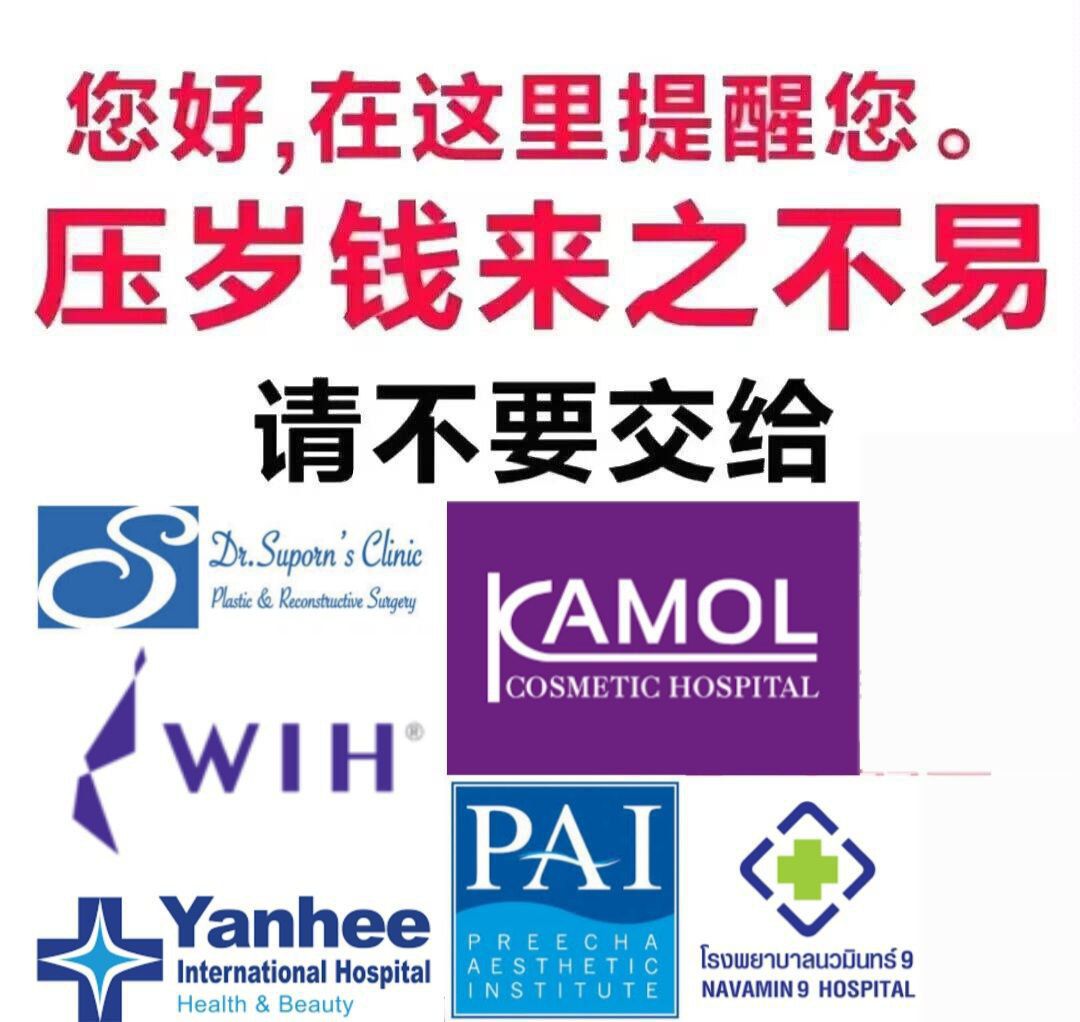 您好,在这里提醒您。
压岁钱来之不易
请不要交给
Dr.Suporn's Clinic
Plastic & Reconstructive Surgery
KAMOL
COSMETIC HOSPITAL
WIH®
PAI
PREECHA
AESTHETIC
INSTITUTE
Yanhee
International Hospital
Health & Beauty
โรงพยาบาลนวมินทร์ 9
NAVAMIN 9 HOSPITAL